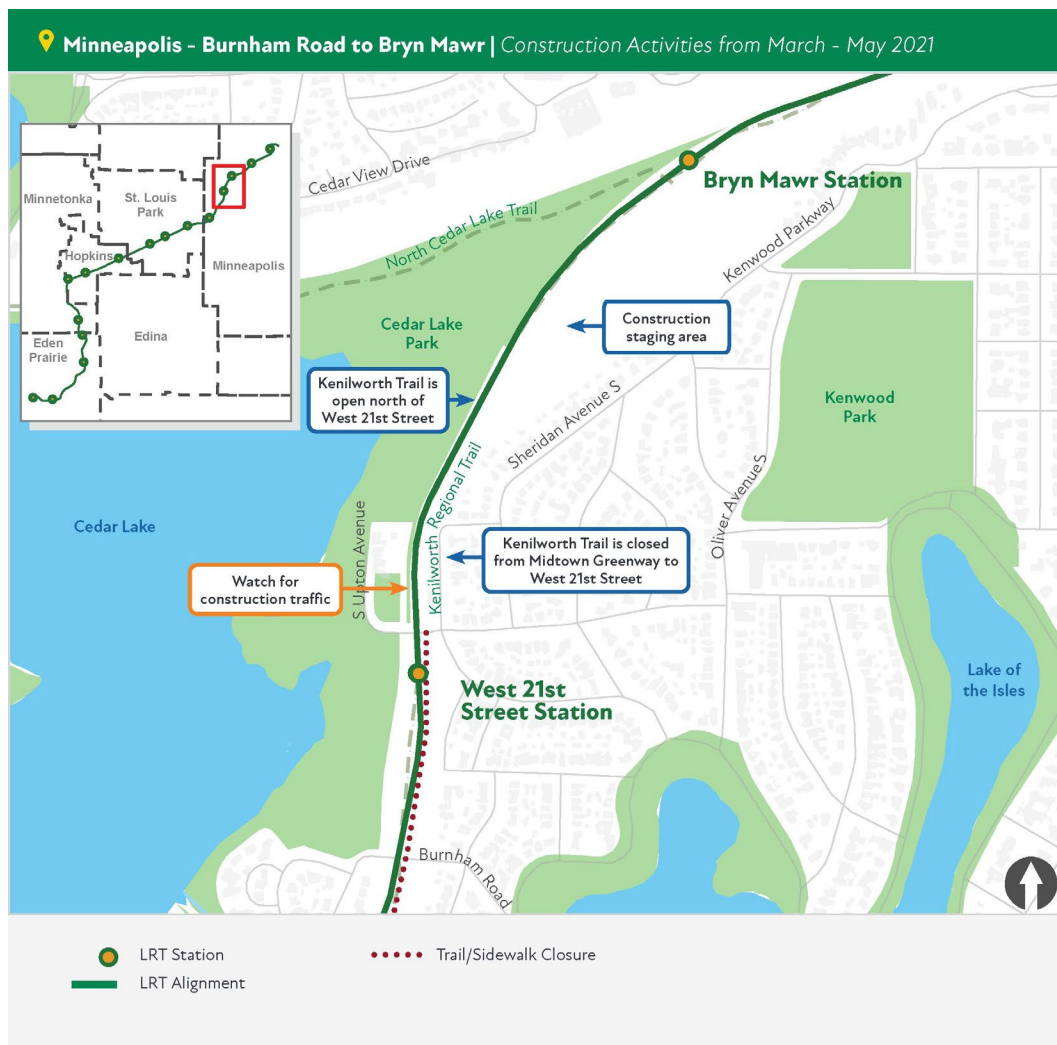 Minneapolis - Burnham Road to Bryn Mawr | Construction Activities from March - May 2021
Minnetonka
St. Louis
Park
Hopkins
Minneapolis
Eden
Prairie
Edina
Cedar View Drive
North Cedar Lake Trail
Bryn Mawr Station
Kenwood Parkway
Cedar Lake
Park
Construction
staging area
Kenilworth Trail is
open north of
West 21st Street
Sheridan Avenue S
Kenwood
Park
Kenilworth Regional Trail
Oliver Avenue S
Cedar Lake
S Upton Avenue
Kenilworth Trail is closed
from Midtown Greenway to
West 21st Street
Watch for
construction traffic
West 21st
Street Station
Lake of
the Isles
Burnham Road
LRT Station
Trail/Sidewalk Closure
LRT Alignment